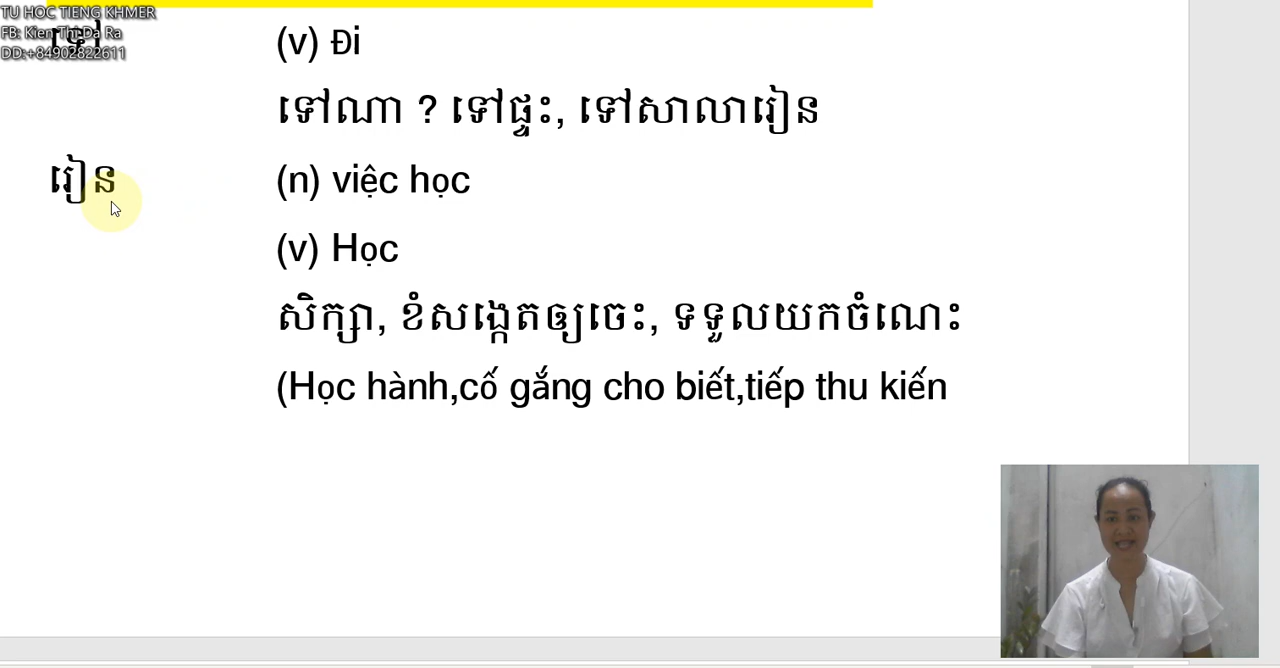 TU HOC TIENG KHMER
FB: Kien Thi Da Ra
DD:+84902822611
ទៅ
(v) Đi
ទៅណា ? ទៅផ្ទះ, ទៅសាលារៀន
រៀន
(n) việc học
(v) Học
សិក្សា, ខំសង្កេតឲ្យចេះ, ទទួលយកចំណេះ
(Học hành,cố gắng cho biết,tiếp thu kiến